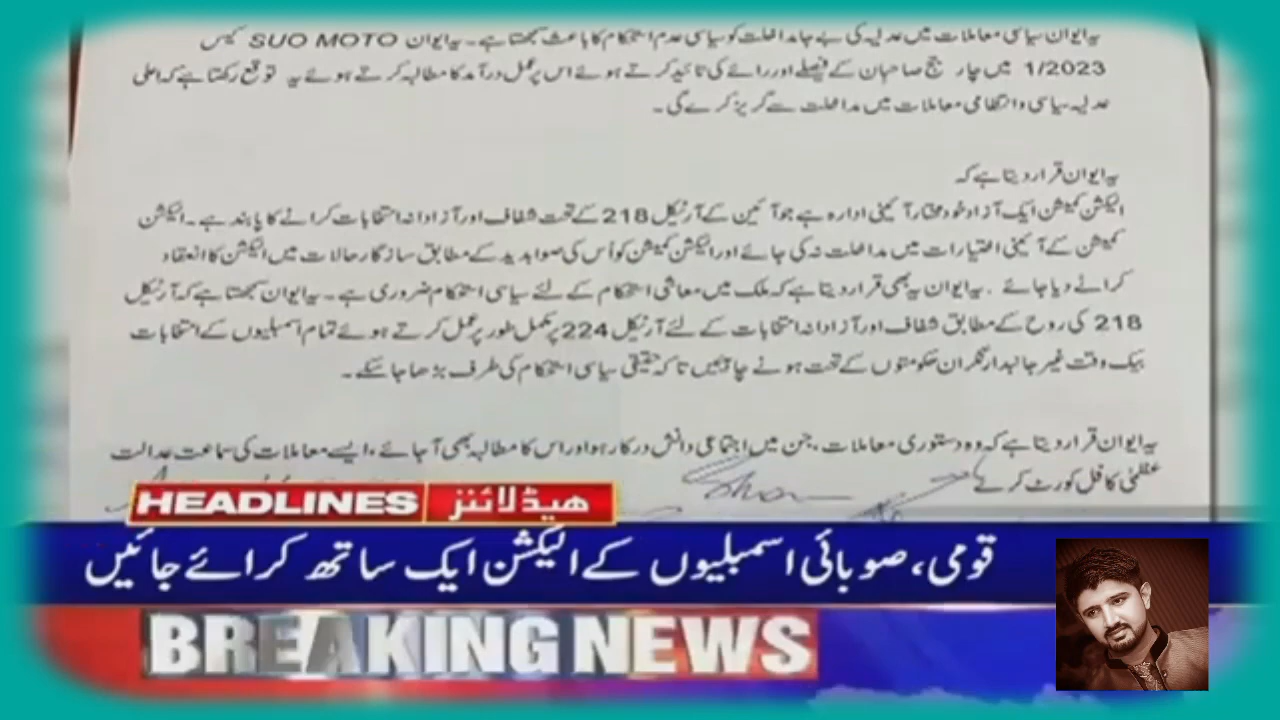 یہ ایوان سیاسی معاملات میں عدلیہ کی بے جا مداخلت کو سیاسی عدم استحکام کا باعث سمجھتا ہے۔ یہ ایوان SUO MOTO کیس
1/2023 میں چار جج صاحبان کے فیصلے اور رائے کی تائید کرتے ہوئے اس پر عمل درآمد کا مطالبہ کرتے ہوئے یہ توقع رکھتا ہے کہ اعلی
عدلیہ سیاسی و انتظامی معاملات میں مداخلت سے گریز کرے گی۔
یہ ایوان قرار دیتا ہے کہ
الیکشن کمیشن ایک آزاد خود مختار آئینی ادارہ ہے جو آئین کے آرٹیکل 218 کے تحت شفاف اور آزادانہ انتخابات کرانے کا پابند ہے۔ الیکشن
کمیشن کے آئینی اختیارات میں مداخلت نہ کی جائے اور الیکشن کمیشن کو اُس کی صوابدید کے مطابق سازگار حالات میں الیکشن کا انعقاد
کرانے دیا جائے۔ یہ ایوان یہ بھی قرار دیتا ہے کہ ملک میں معاشی استحکام کے لئے سیاسی استحکام ضروری ہے۔ یہ ایوان سمجھتا ہے کہ آرٹیکل
218 کی روح کے مطابق شفاف اور آزادانہ انتخابات کے لئے آرٹیکل 224 پر مکمل طور پر عمل کرتے ہوئے تمام اسمبلیوں کے انتخابات
بیک وقت غیر جانبدار نگران حکومتوں کے تحت ہونے چاہئیں تاکہ حقیقی سیاسی استحکام کی طرف بڑھا جا سکے۔
یہ ایوان قرار دیتا ہے کہ وہ دستوری معاملات، جن میں اجتماعی دانش درکار ہو اور اس کا مطالبہ بھی آ جائے، ایسے معاملات کی سماعت عدالت
عظمٰی کا فل کورٹ کرے
HEADLINES ھیڈلائنز
قومی، صوبائی اسمبلیوں کے الیکشن ایک ساتھ کرائے جائیں
BREAKING NEWS